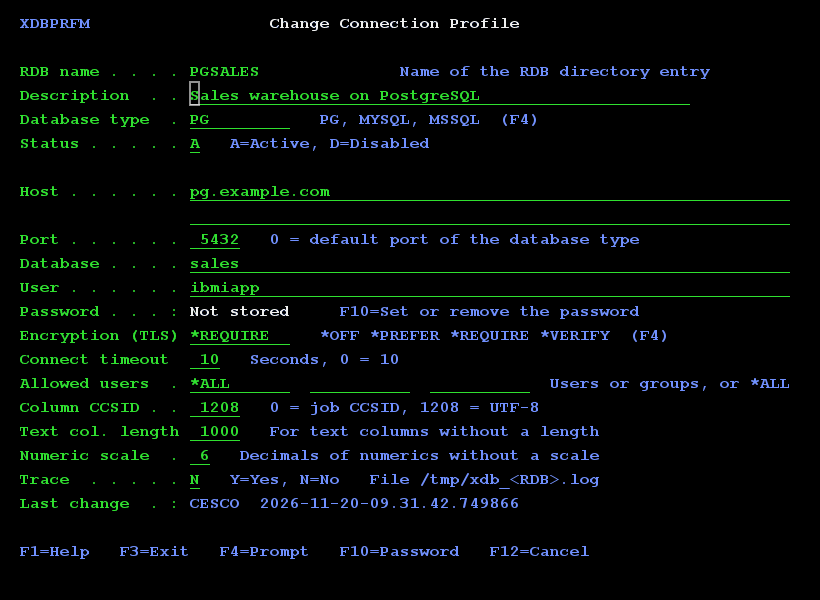 XDBPRFM                  Change Connection Profile

RDB name . . . . PGSALES              Name of the RDB directory entry
Description  . . Sales warehouse on PostgreSQL
Database type  . PG           PG, MYSQL, MSSQL  (F4)
Status . . . . . A   A=Active, D=Disabled

Host . . . . . . pg.example.com

Port . . . . . .  5432   0 = default port of the database type
Database . . . . sales
User . . . . . . ibmiapp
Password . . . : Not stored     F10=Set or remove the password
Encryption (TLS) *REQUIRE     *OFF *PREFER *REQUIRE *VERIFY  (F4)
Connect timeout   10   Seconds, 0 = 10
Allowed users  . *ALL                                Users or groups, or *ALL
Column CCSID . .  1208   0 = job CCSID, 1208 = UTF-8
Text col. length  1000   For text columns without a length
Numeric scale  .  6   Decimals of numerics without a scale
Trace  . . . . . N   Y=Yes, N=No   File /tmp/xdb_<RDB>.log
Last change  . : CESCO  2026-11-20-09.31.42.749866

F1=Help   F3=Exit   F4=Prompt   F10=Password   F12=Cancel